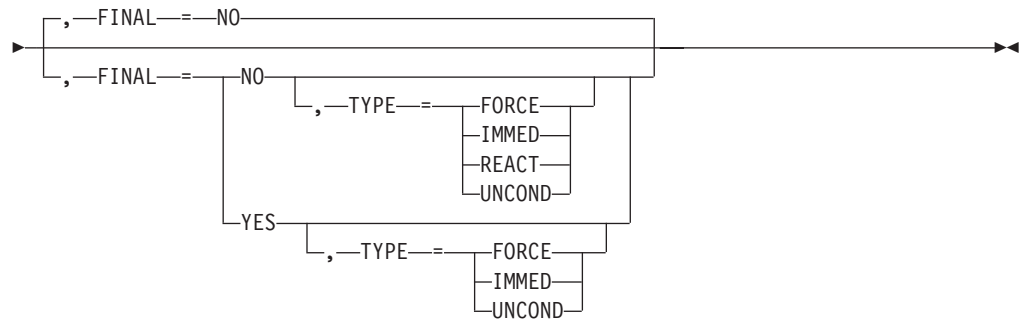 , FINAL = NO
, FINAL = NO
, TYPE = FORCE
IMMED
REACT
UNCOND
YES
, TYPE = FORCE
IMMED
UNCOND